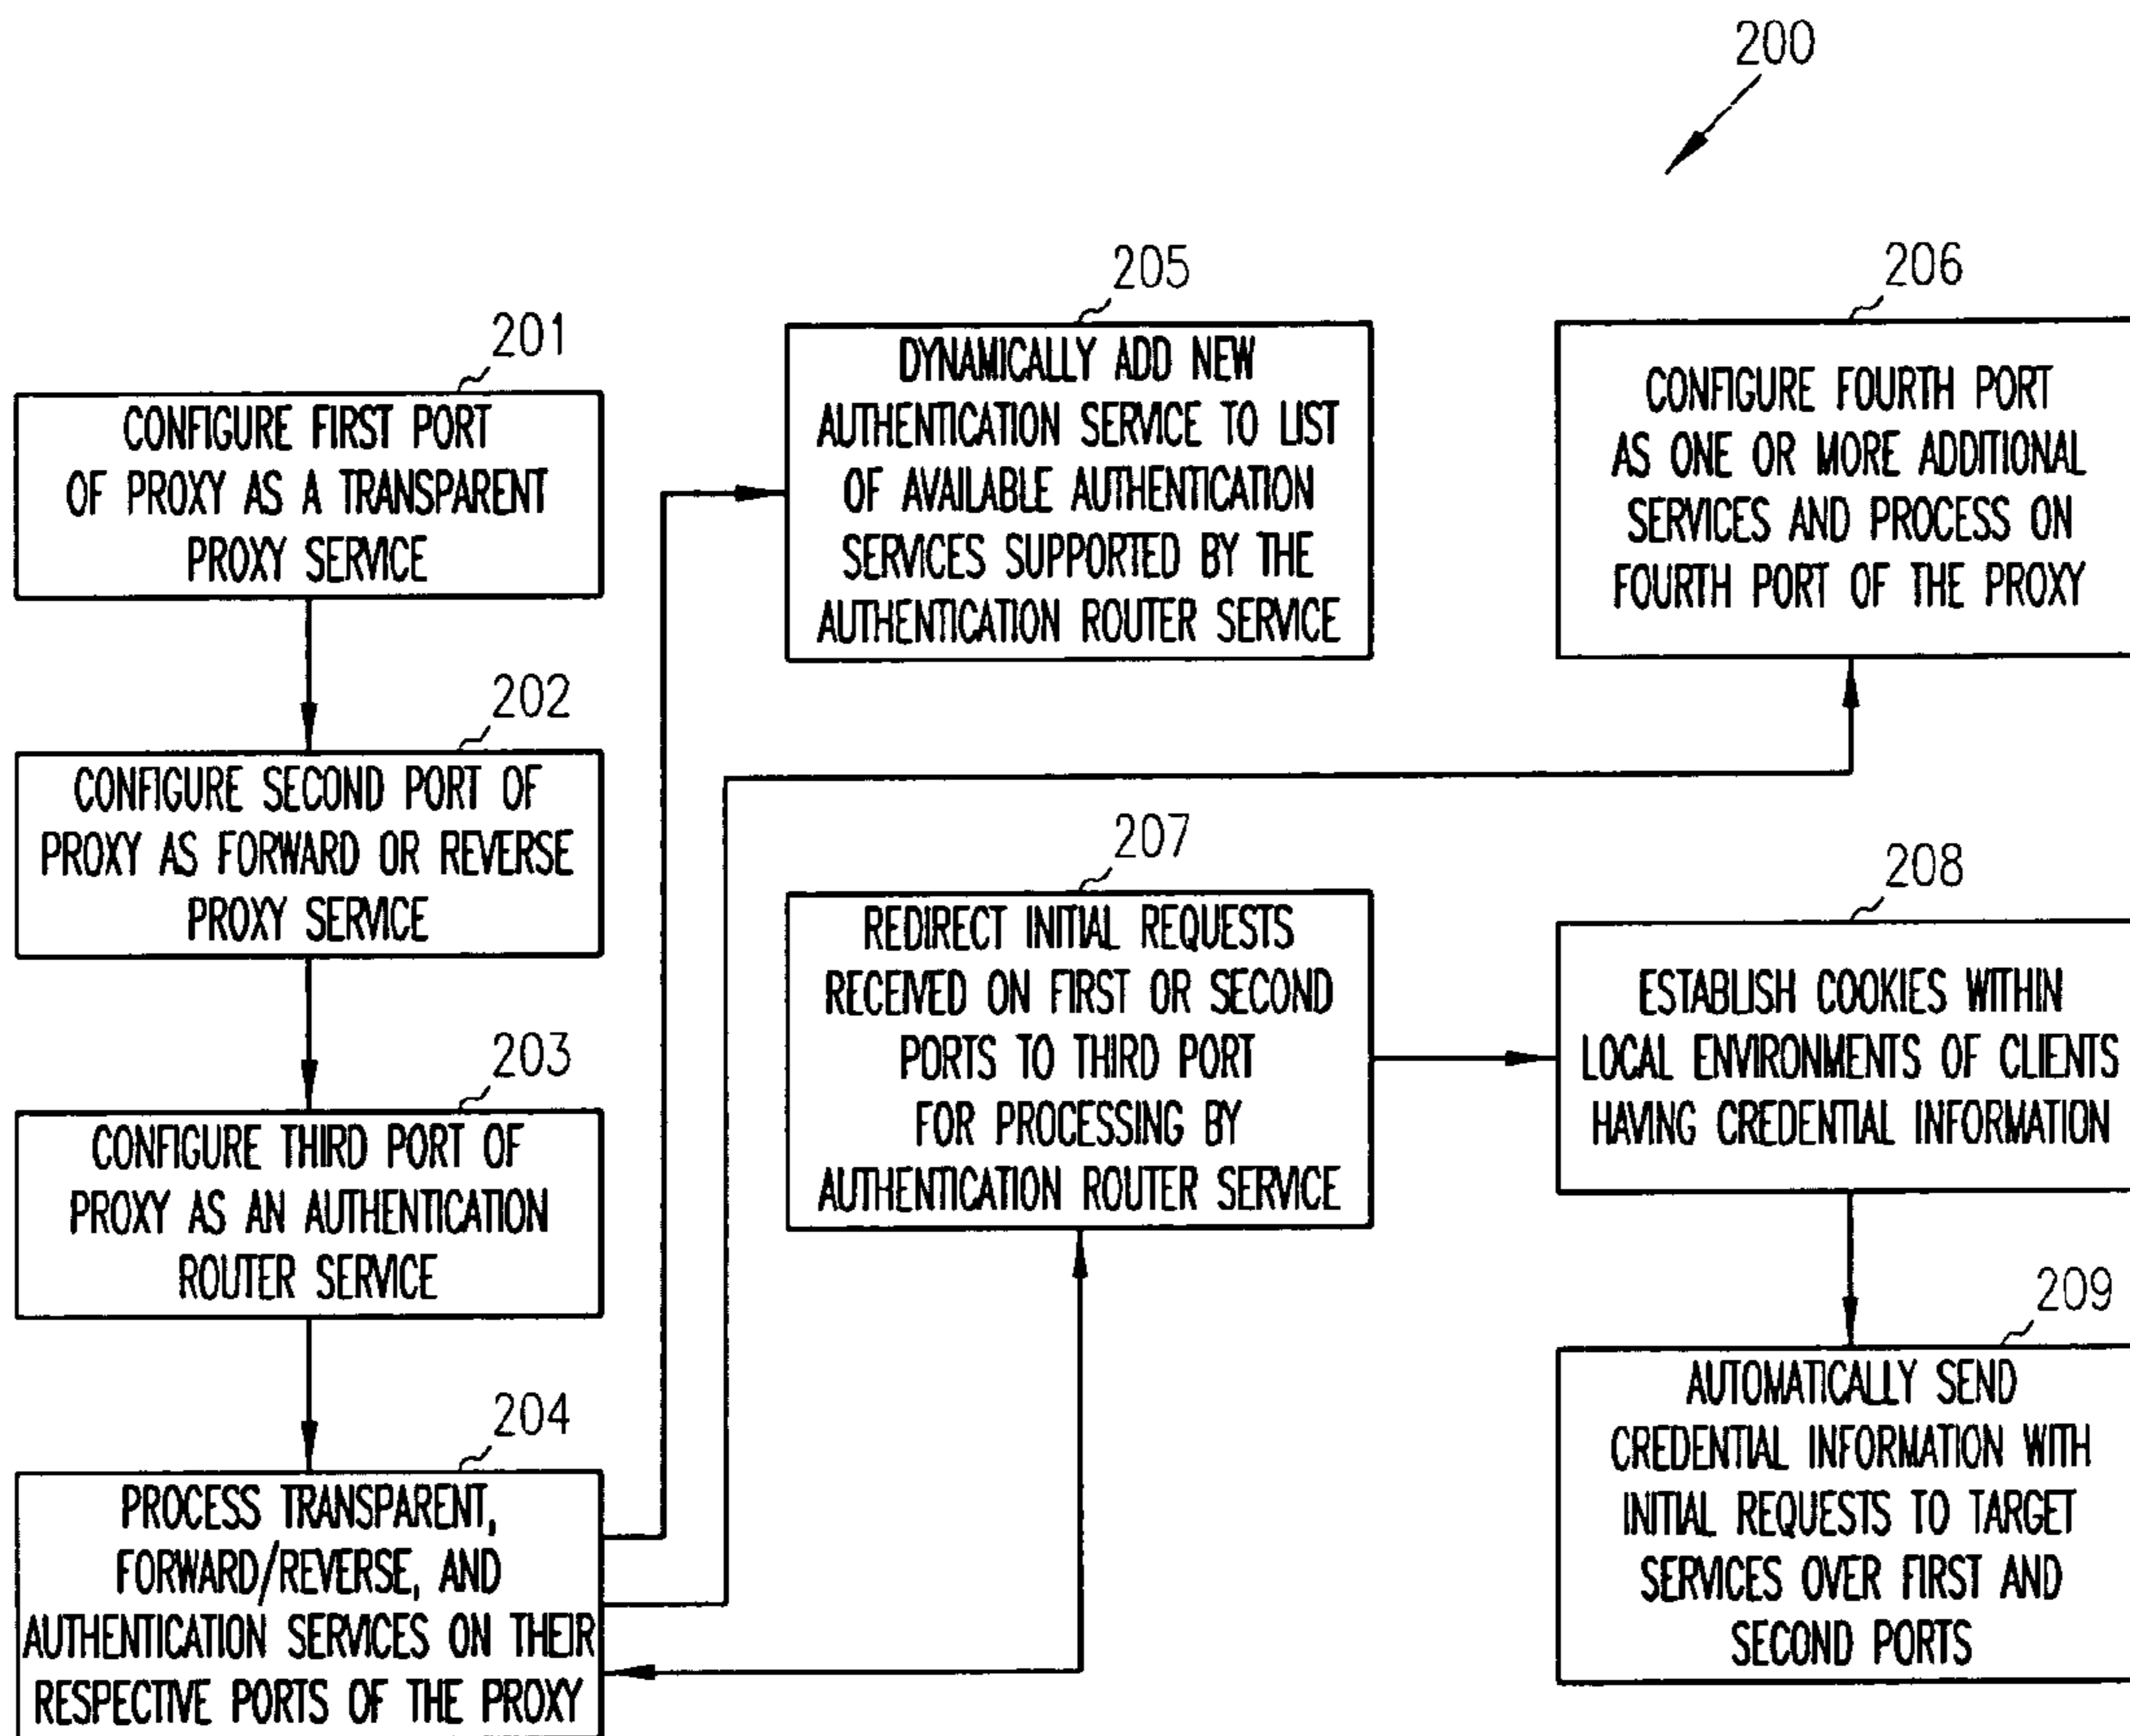 200
201
CONFIGURE FIRST PORT
OF PROXY AS A TRANSPARENT
PROXY SERVICE
202
CONFIGURE SECOND PORT OF
PROXY AS FORWARD OR REVERSE
PROXY SERVICE
203
CONFIGURE THIRD PORT OF
PROXY AS AN AUTHENTICATION
ROUTER SERVICE
204
PROCESS TRANSPARENT,
FORWARD/REVERSE, AND
AUTHENTICATION SERVICES ON THEIR
RESPECTIVE PORTS OF THE PROXY
205
DYNAMICALLY ADD NEW
AUTHENTICATION SERVICE TO LIST
OF AVAILABLE AUTHENTICATION
SERVICES SUPPORTED BY THE
AUTHENTICATION ROUTER SERVICE
206
CONFIGURE FOURTH PORT
AS ONE OR MORE ADDITIONAL
SERVICES AND PROCESS ON
FOURTH PORT OF THE PROXY
207
REDIRECT INITIAL REQUESTS
RECEIVED ON FIRST OR SECOND
PORTS TO THIRD PORT
FOR PROCESSING BY
AUTHENTICATION ROUTER SERVICE
208
ESTABLISH COOKIES WITHIN
LOCAL ENVIRONMENTS OF CLIENTS
HAVING CREDENTIAL INFORMATION
209
AUTOMATICALLY SEND
CREDENTIAL INFORMATION WITH
INITIAL REQUESTS TO TARGET
SERVICES OVER FIRST AND
SECOND PORTS